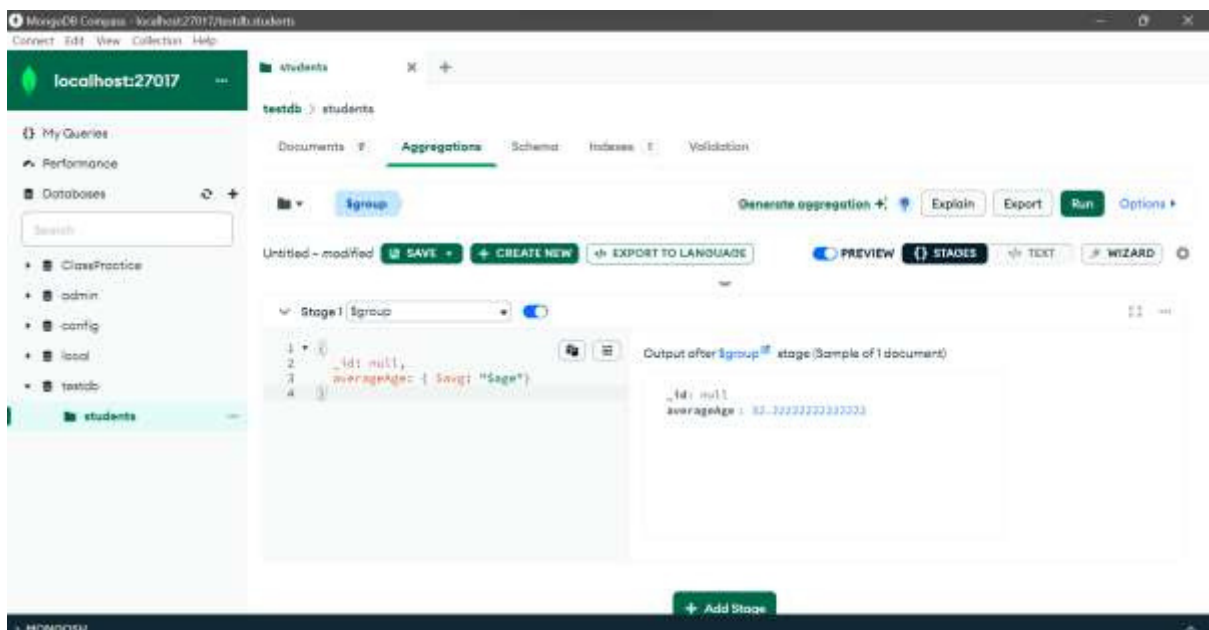 MongoDB Compass - localhost:27017/testdb.students
Connect Edit View Collection Help
localhost:27017 ...
students
testdb > students
{} My Queries
Performance
Databases
Search
ClassPractice
admin
config
local
testdb
students
Documents Aggregations Schema Indexes 1 Validation
$group
Generate aggregation Explain Export Run Options
Untitled - modified SAVE + CREATE NEW EXPORT TO LANGUAGE PREVIEW {} STAGES </> TEXT WIZARD
Stage 1 $group
1 {
2 _id: null,
3 averageAge: { $avg: "$age"}
4 }
Output after $group stage (Sample of 1 document)
_id: null
averageAge :
+ Add Stage
>_MONGOSH